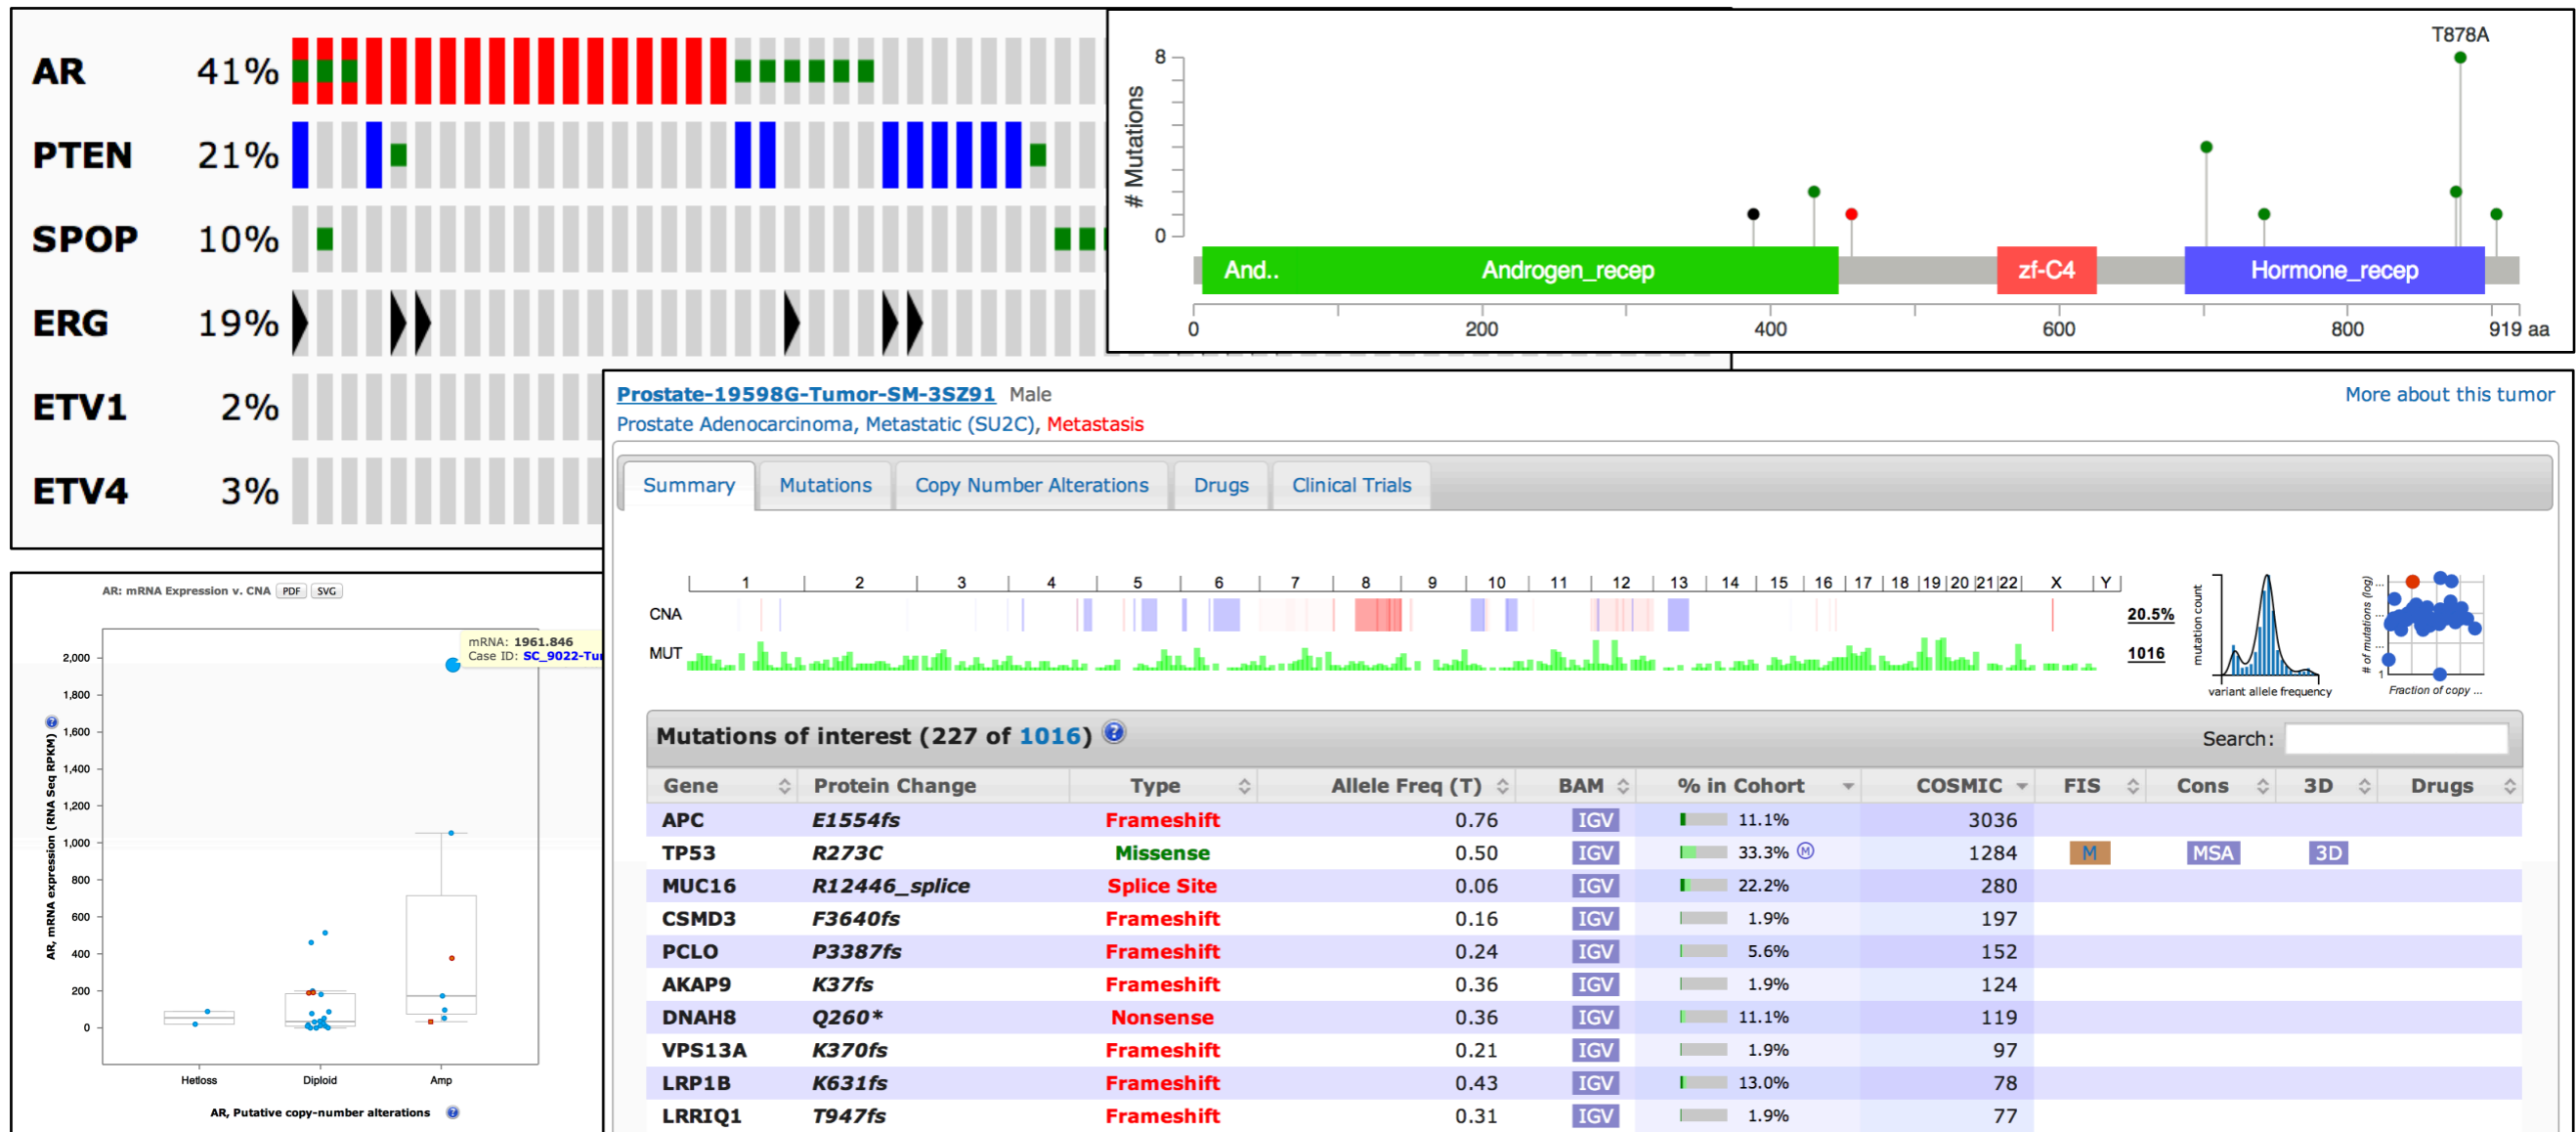 AR 41%
PTEN 21%
SPOP 10%
ERG 19%
ETV1 2%
ETV4 3%
T878A
# Mutations
8
0
And.. Androgen_recep zf-C4 Hormone_recep
0 200 400 600 800 919 aa
Prostate-19598G-Tumor-SM-3SZ91 Male
More about this tumor
Prostate Adenocarcinoma, Metastatic (SU2C), Metastasis
Summary Mutations Copy Number Alterations Drugs Clinical Trials
1 2 3 4 5 6 7 8 9 10 11 12 13 14 15 16 17 18 19 20 21 22 X Y
CNA 20.5%
MUT 1016
mutation count
variant allele frequency
# of mutations (log)
... 
...
...
1
Fraction of copy ...
Mutations of interest (227 of 1016) ?
Search:
Gene Protein Change Type Allele Freq (T) BAM % in Cohort COSMIC FIS Cons 3D Drugs
APC E1554fs Frameshift 0.76 IGV 11.1% 3036
TP53 R273C Missense 0.50 IGV 33.3% M 1284 M MSA 3D
MUC16 R12446_splice Splice Site 0.06 IGV 22.2% 280
CSMD3 F3640fs Frameshift 0.16 IGV 1.9% 197
PCLO P3387fs Frameshift 0.24 IGV 5.6% 152
AKAP9 K37fs Frameshift 0.36 IGV 1.9% 124
DNAH8 Q260* Nonsense 0.36 IGV 11.1% 119
VPS13A K370fs Frameshift 0.21 IGV 1.9% 97
LRP1B K631fs Frameshift 0.43 IGV 13.0% 78
LRRIQ1 T947fs Frameshift 0.31 IGV 1.9% 77
AR: mRNA Expression v. CNA PDF SVG
mRNA: 1961.846
Case ID: SC_9022-Tu
AR, mRNA expression (RNA Seq RPKM) ?
2,000
1,800
1,600
1,400
1,200
1,000
800
600
400
200
0
Hetloss Diploid Amp
AR, Putative copy-number alterations ?